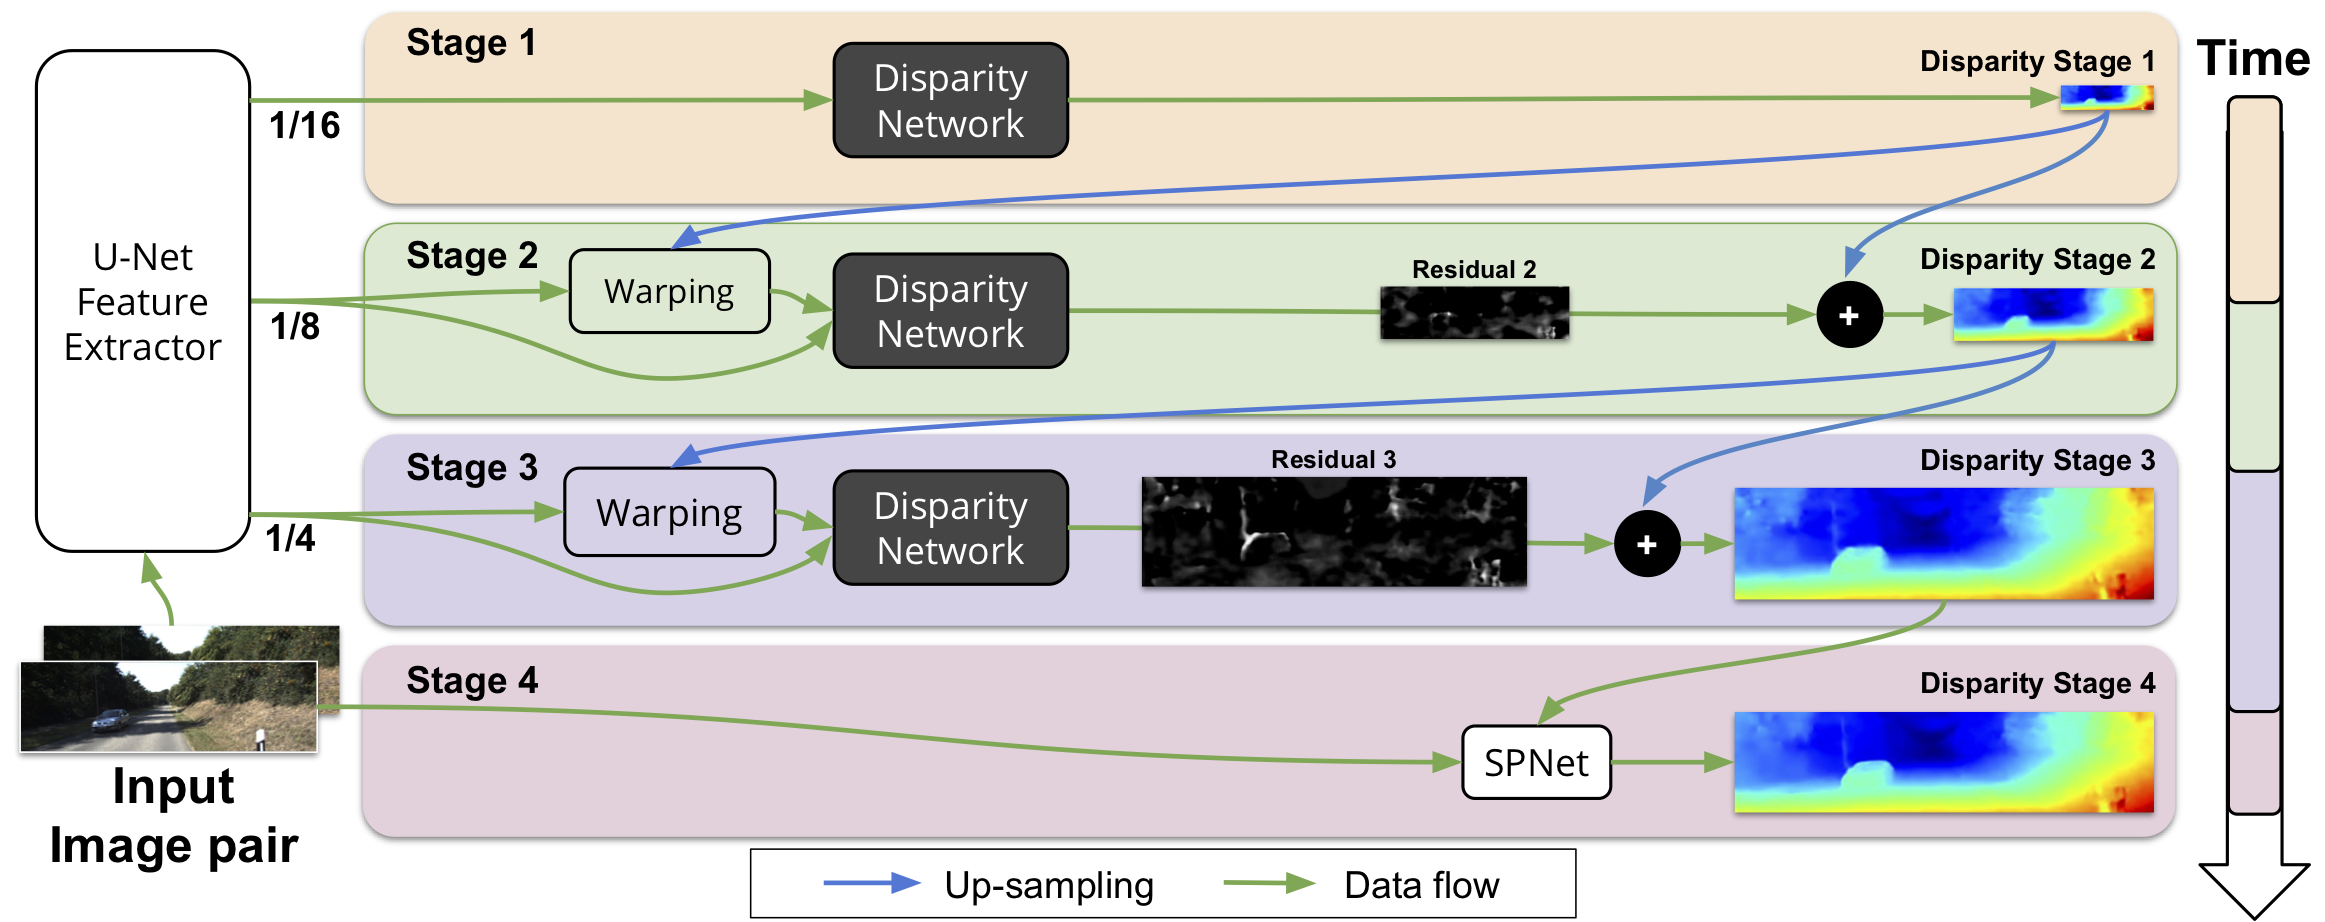 Stage 1
Disparity
Network
Disparity Stage 1
Time
1/16
U-Net
Feature
Extractor
Stage 2
Warping
Disparity
Network
Residual 2
+
Disparity Stage 2
1/8
Stage 3
Warping
Disparity
Network
Residual 3
+
Disparity Stage 3
1/4
Stage 4
SPNet
Disparity Stage 4
Input
Image pair
Up-sampling
Data flow